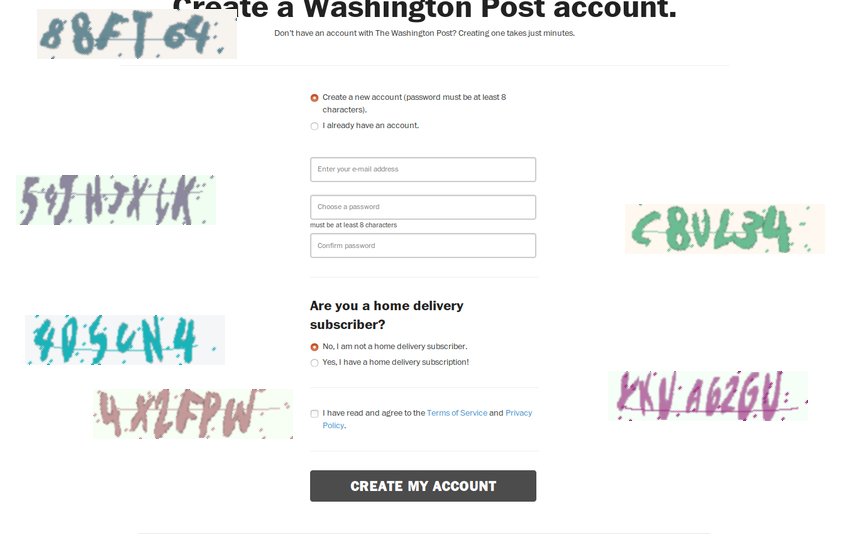 Create a Washington Post account.
88FT64
Don't have an account with The Washington Post? Creating one takes just minutes.
Create a new account (password must be at least 8
characters).
I already have an account.
Enter your e-mail address
Choose a password
must be at least 8 characters
C8VL34
Confirm password
Are you a home delivery
subscriber?
No, I am not a home delivery subscriber.
Yes, I have a home delivery subscription!
4X2FPW
I have read and agree to the Terms of Service and Privacy
Policy.
CREATE MY ACCOUNT